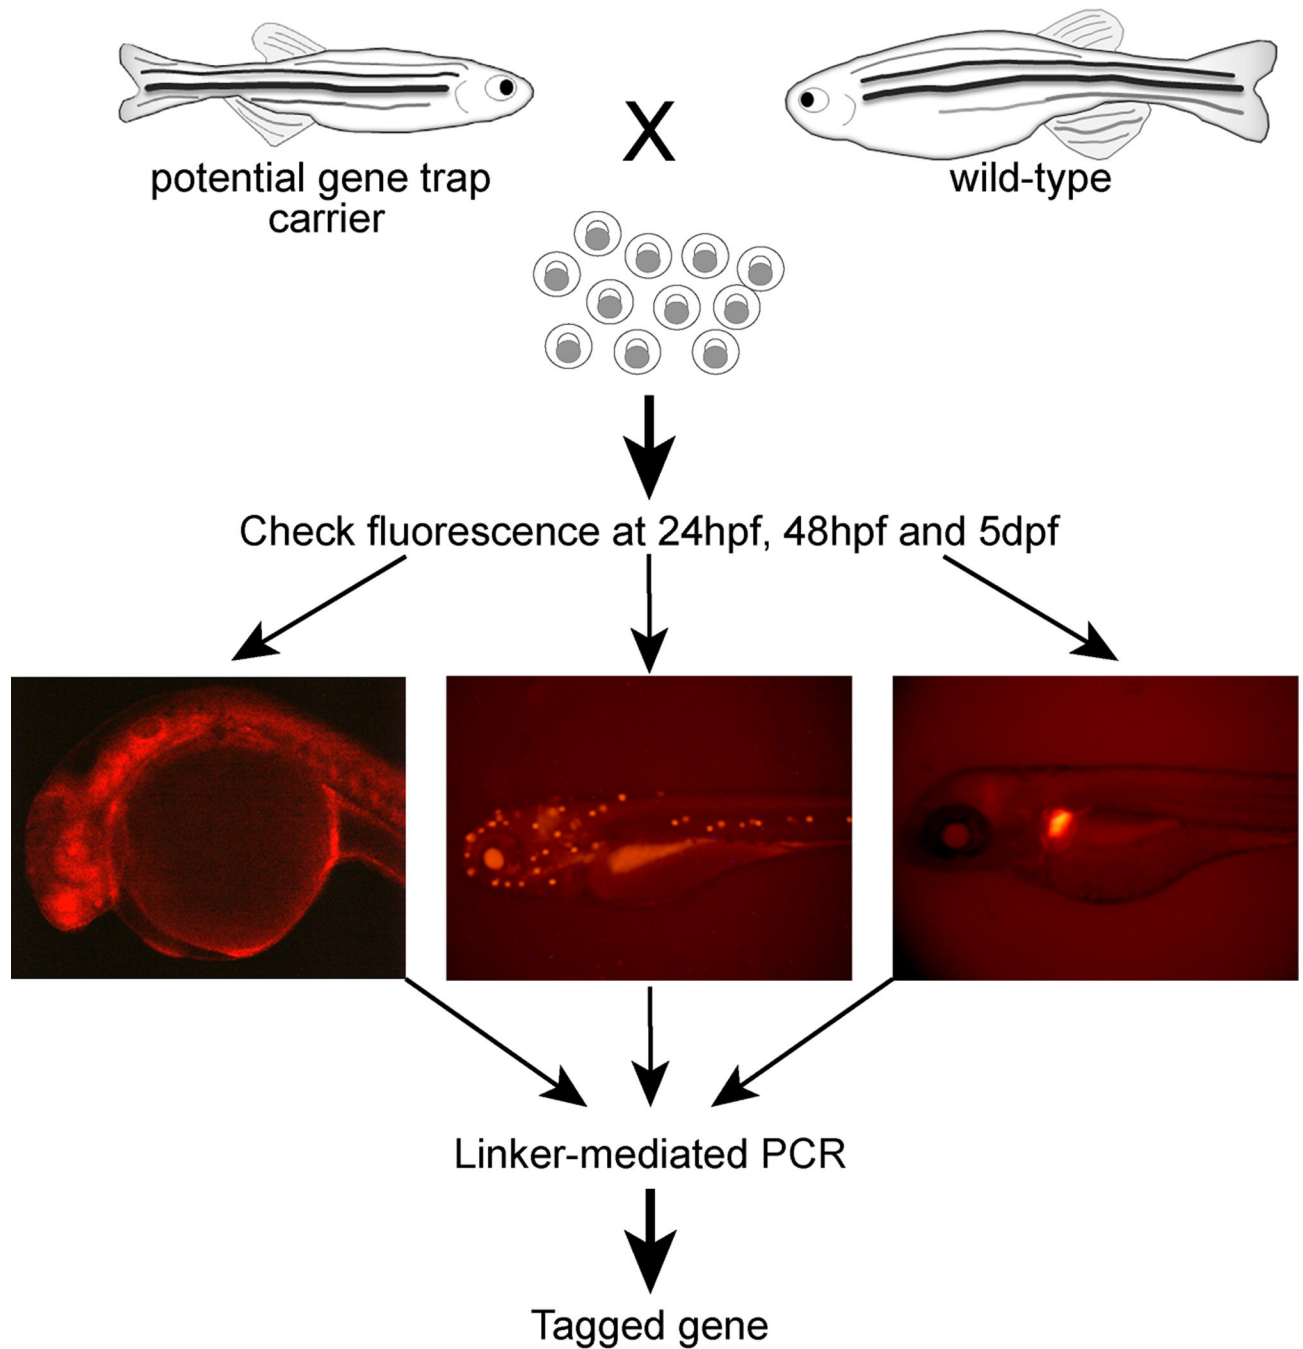 X
potential gene trap
carrier
wild-type
Check fluorescence at 24hpf, 48hpf and 5dpf
Linker-mediated PCR
Tagged gene